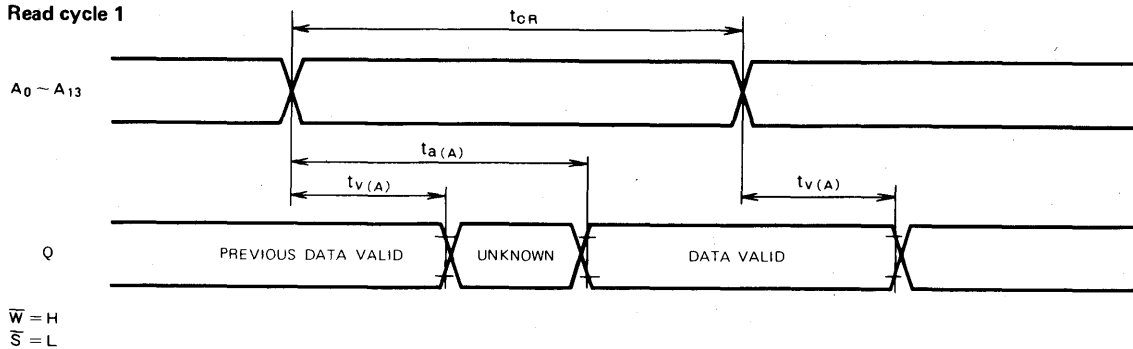 Read cycle 1
tCR
A0 ~ A13
ta(A)
tv(A)
tv(A)
Q
PREVIOUS DATA VALID
UNKNOWN
DATA VALID
W̅ = H
S̅ = L